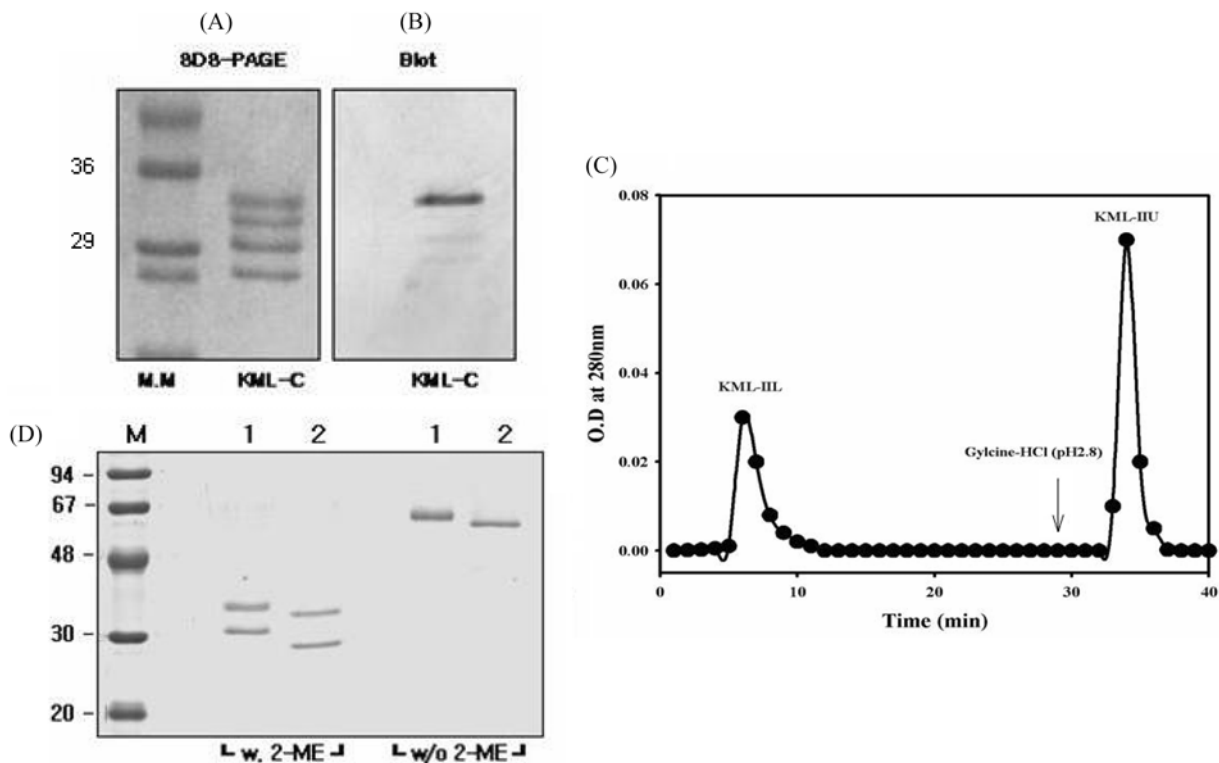 (A)
(B)
8D8-PAGE
Blot
36
29
M.M
KML-C
KML-C
(C)
0.08
0.06
0.04
0.02
0.00
O.D at 280nm
KML-IIL
KML-IIU
Gylcine-HCl (pH2.8)
0
10
20
30
40
Time (min)
(D)
M
1
2
1
2
94 -
67 -
48 -
30 -
20 -
w. 2-ME
w/o 2-ME